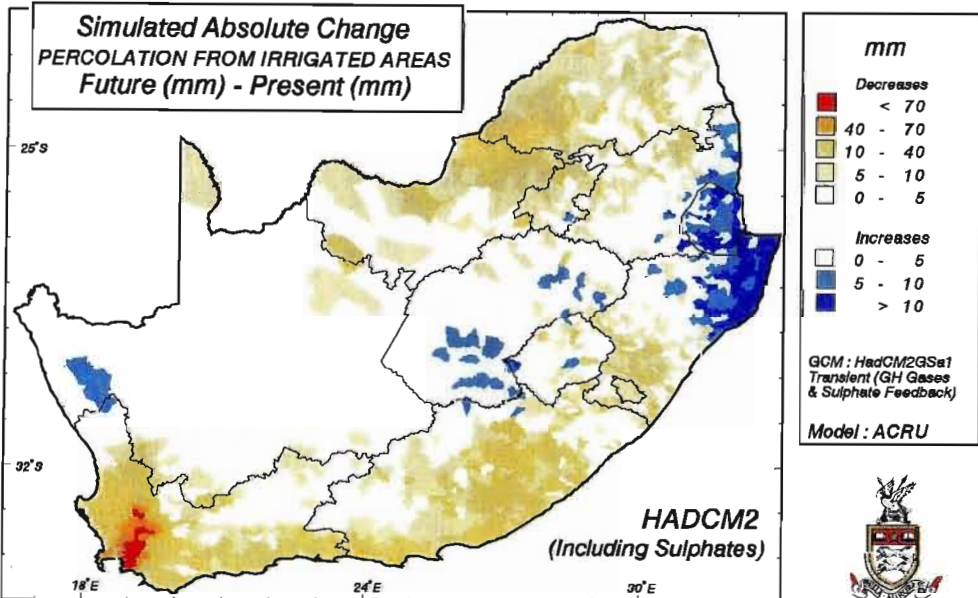 Simulated Absolute Change
PERCOLATION FROM IRRIGATED AREAS
Future (mm) - Present (mm)
25°S
32°S
18°E
24°E
30°E
HADCM2
(Including Sulphates)
mm
Decreases
< 70
40 - 70
10 - 40
5 - 10
0 - 5
Increases
0 - 5
5 - 10
> 10
GCM : HadCM2GSa1
Transient (GH Gases
& Sulphate Feedback)
Model : ACRU